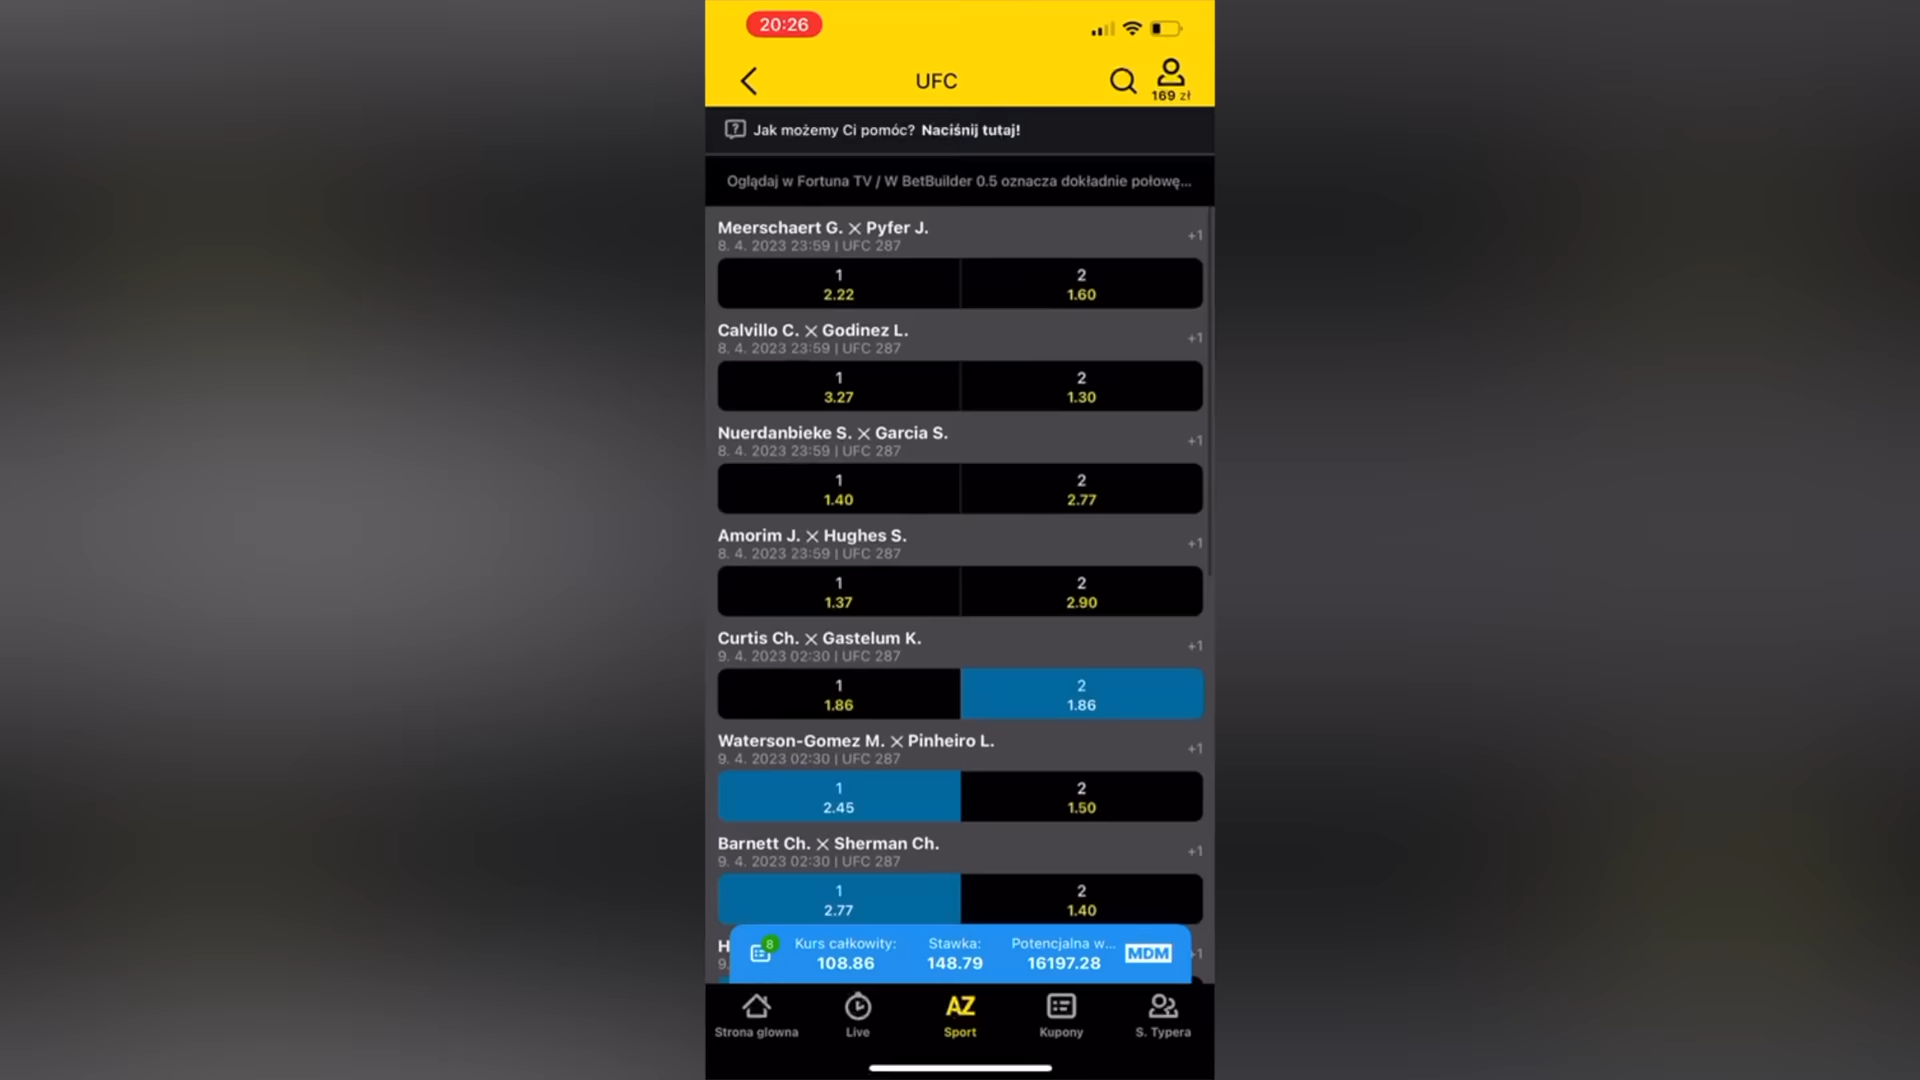 20:26
UFC
169 zł
Jak możemy Ci pomóc? Naciśnij tutaj!
Oglądaj w Fortuna TV / W BetBuilder 0.5 oznacza dokładnie połowę...
Meerschaert G. X Pyfer J.
8. 4. 2023 23:59 | UFC 287
+1
1 2
2.22 1.60
Calvillo C. X Godinez L.
8. 4. 2023 23:59 | UFC 287
+1
1 2
3.27 1.30
Nuerdanbieke S. X Garcia S.
8. 4. 2023 23:59 | UFC 287
+1
1 2
1.40 2.77
Amorim J. X Hughes S.
8. 4. 2023 23:59 | UFC 287
+1
1 2
1.37 2.90
Curtis Ch. X Gastelum K.
9. 4. 2023 02:30 | UFC 287
+1
1 2
1.86 1.86
Waterson-Gomez M. X Pinheiro L.
9. 4. 2023 02:30 | UFC 287
+1
1 2
2.45 1.50
Barnett Ch. X Sherman Ch.
9. 4. 2023 02:30 | UFC 287
+1
1 2
2.77 1.40
H
9.
8 Kurs całkowity: Stawka: Potencjalna w... MDM
108.86 148.79 16197.28
AZ
Strona glowna Live Sport Kupony S. Typera